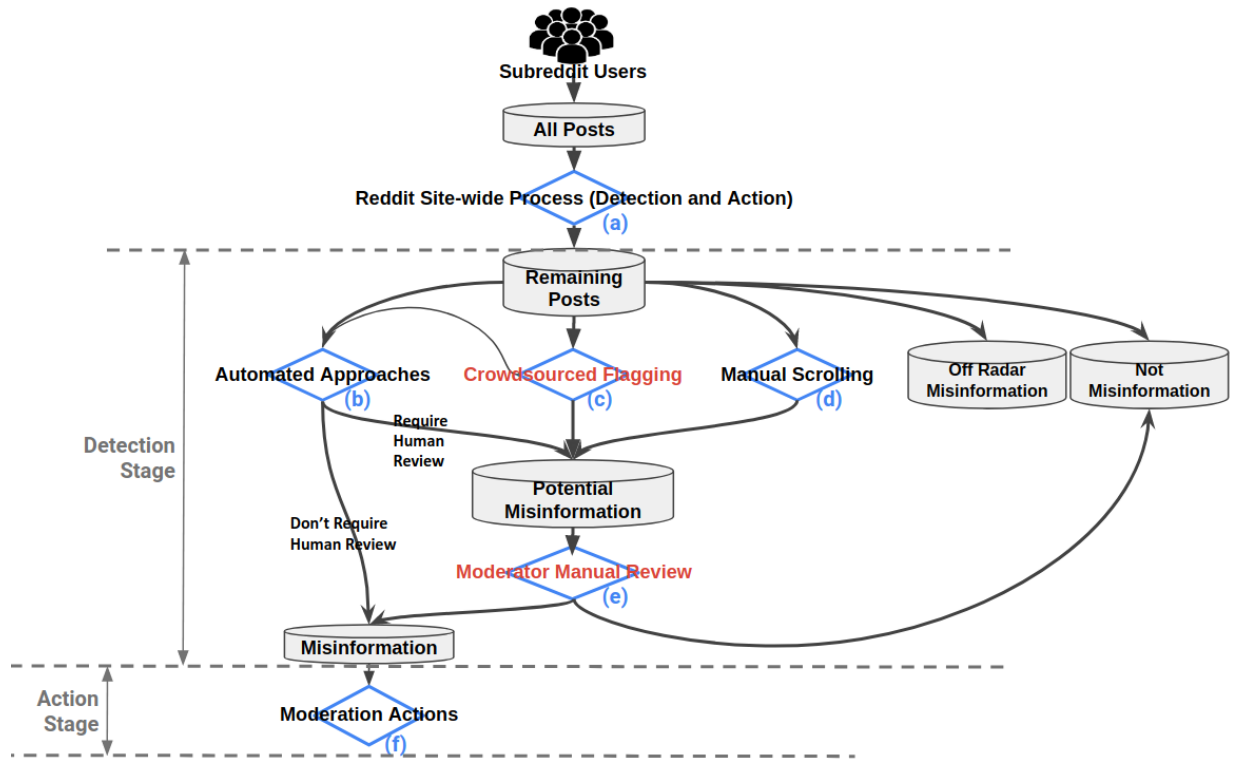 Subreddit Users
All Posts
Reddit Site-wide Process (Detection and Action)
(a)
Remaining
Posts
Automated Approaches
(b)
Crowdsourced Flagging
(c)
Manual Scrolling
(d)
Off Radar
Misinformation
Not
Misinformation
Require
Human
Review
Detection
Stage
Potential
Misinformation
Don't Require
Human Review
Moderator Manual Review
(e)
Misinformation
Action
Stage
Moderation Actions
(f)